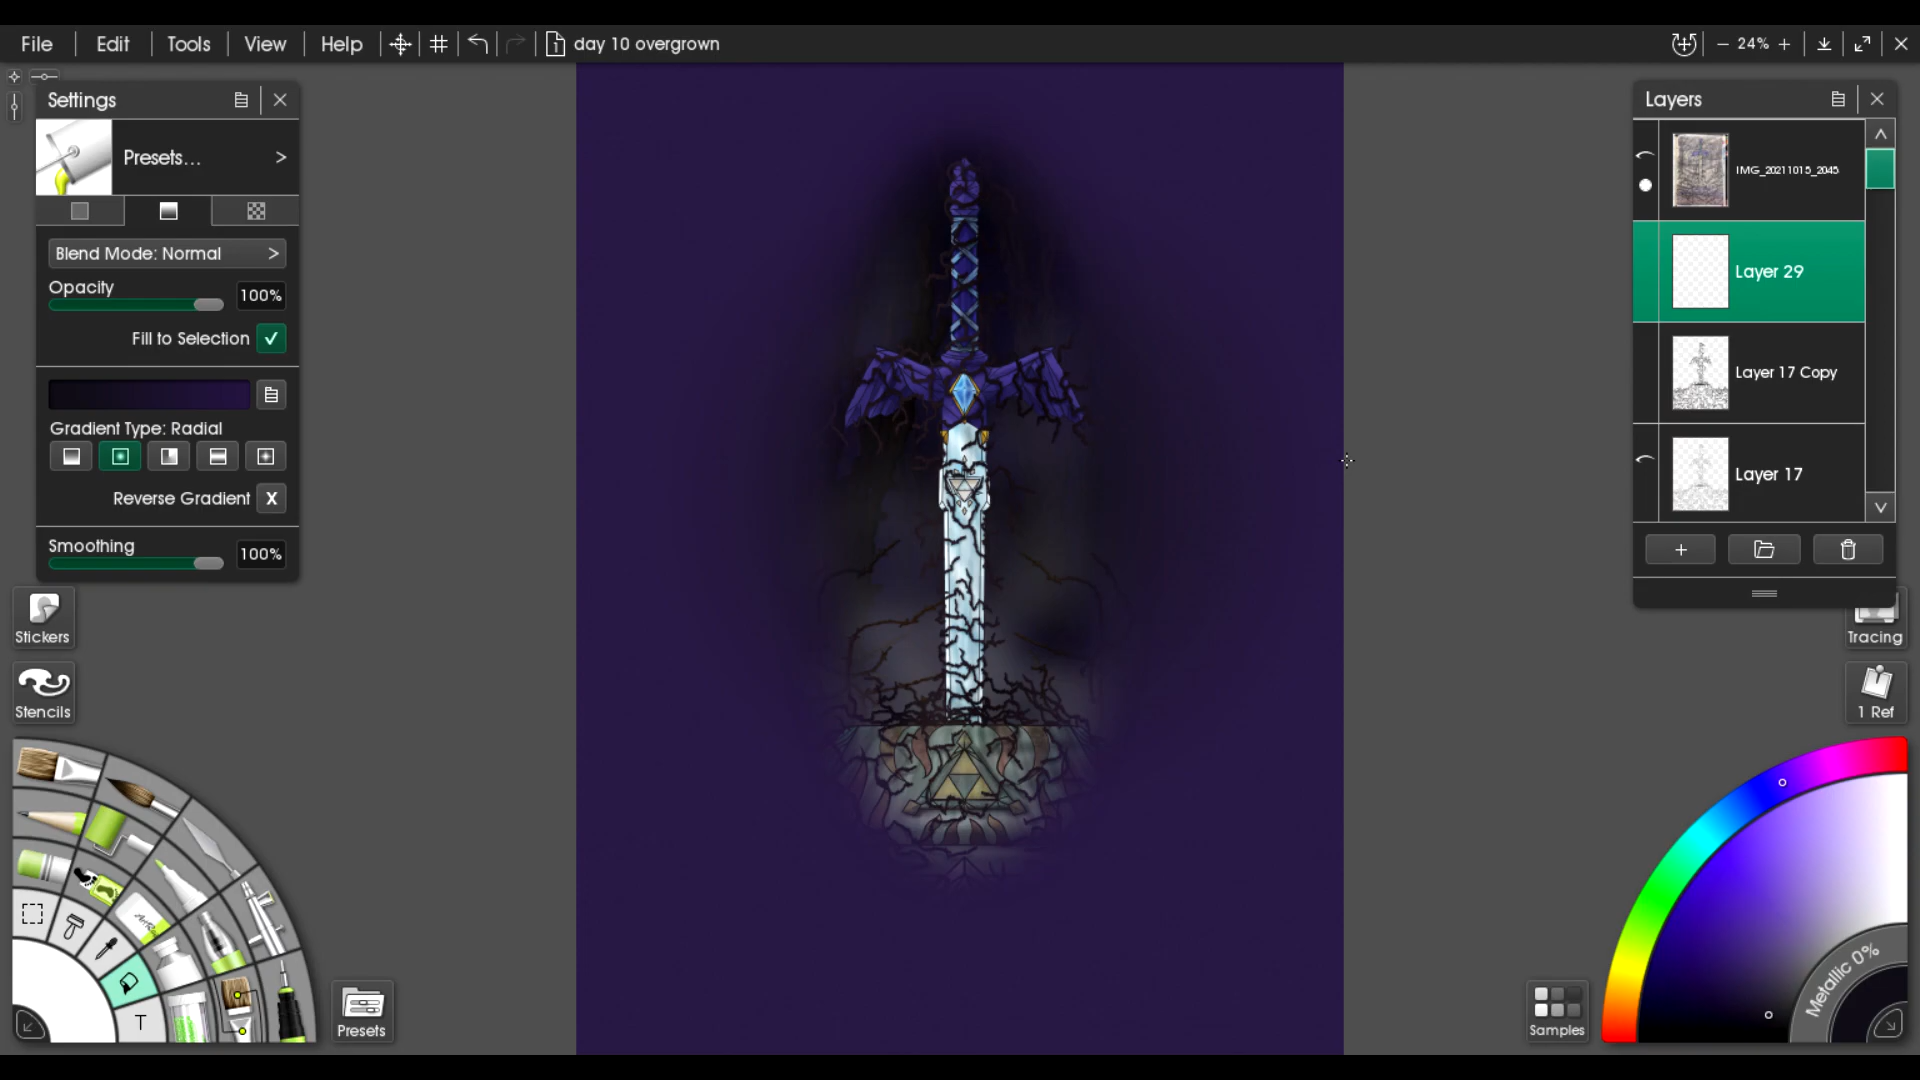 File
Edit
Tools
View
Help
day 10 overgrown
24%
Settings
Presets...
Blend Mode: Normal
Opacity
100%
Fill to Selection
Gradient Type: Radial
Reverse Gradient
X
Smoothing
100%
Stickers
Stencils
T
Presets
Layers
IMG_20211015_2045
Layer 29
Layer 17 Copy
Layer 17
Tracing
1 Ref
Metallic 0%
Samples